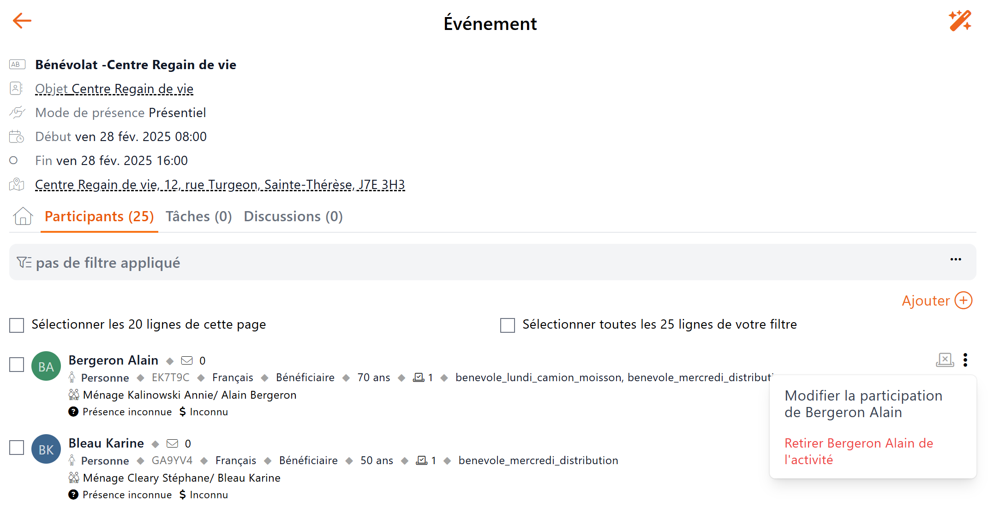 Événement
AB
Bénévolat -Centre Regain de vie
Objet Centre Regain de vie
Mode de présence Présentiel
Début ven 28 fév. 2025 08:00
Fin ven 28 fév. 2025 16:00
Centre Regain de vie, 12, rue Turgeon, Sainte-Thérèse, J7E 3H3
Participants (25) Tâches (0) Discussions (0)
pas de filtre appliqué
Ajouter
Sélectionner les 20 lignes de cette page
Sélectionner toutes les 25 lignes de votre filtre
BA
Bergeron Alain ◆ 0
Personne ◆ EK7T9C ◆ Français ◆ Bénéficiaire ◆ 70 ans ◆ 1 ◆ benevole_lundi_camion_moisson,
Ménage Kalinowski Annie/ Alain Bergeron
Présence inconnue $ Inconnu
Modifier la participation
de Bergeron Alain
Retirer Bergeron Alain de
l'activité
BK
Bleau Karine ◆ 0
Personne ◆ GA9YV4 ◆ Français ◆ Bénéficiaire ◆ 50 ans ◆ 1 ◆ benevole_mercredi_distribution
Ménage Cleary Stéphane/ Bleau Karine
Présence inconnue $ Inconnu